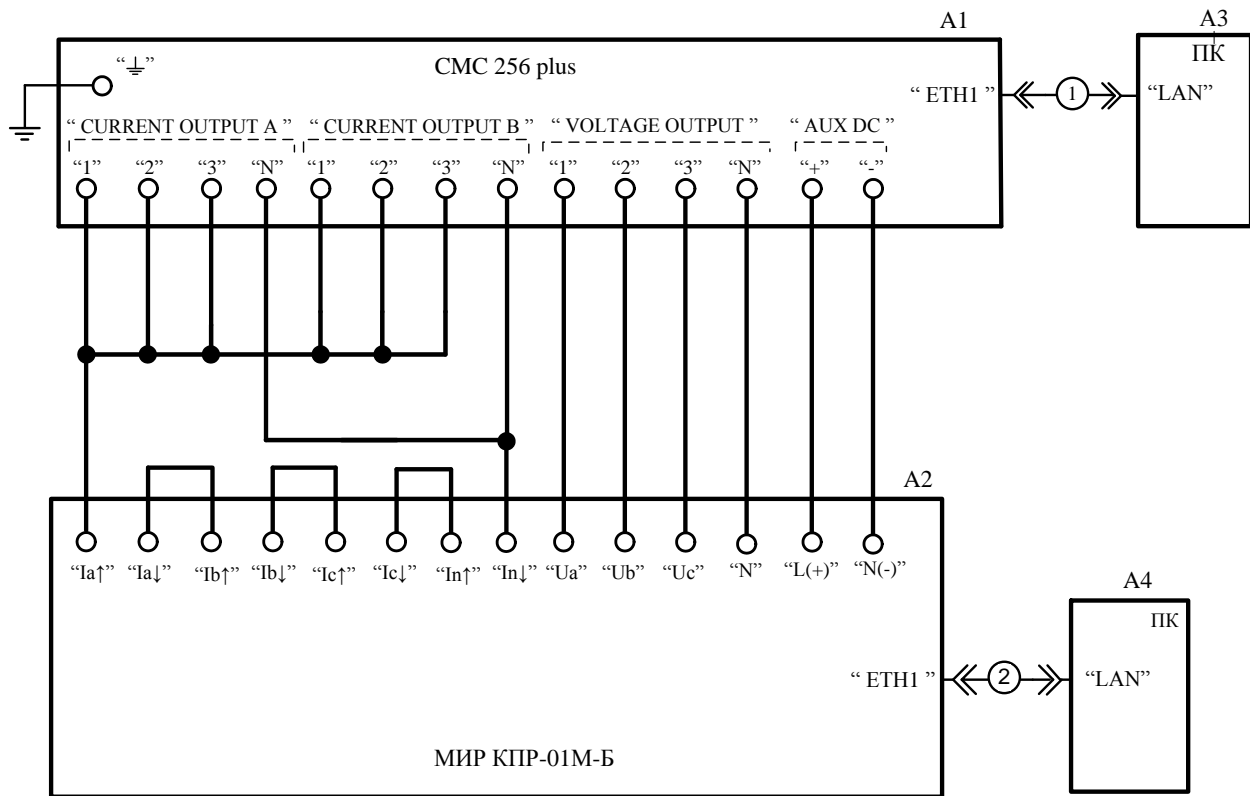 A1
A3
ПК
“⏚”
CMC 256 plus
“ ETH1 ”
1
“LAN”
“ CURRENT OUTPUT A ”
“ CURRENT OUTPUT B ”
“ VOLTAGE OUTPUT ”
“ AUX DC ”
“1” “2” “3” “N” “1” “2” “3” “N” “1” “2” “3” “N” “+” “-”
A2
“Ia↑” “Ia↓” “Ib↑” “Ib↓” “Ic↑” “Ic↓” “In↑” “In↓” “Ua” “Ub” “Uc” “N” “L(+)” “N(-)”
A4
ПК
“ ETH1 ”
2
“LAN”
МИР КПР-01М-Б